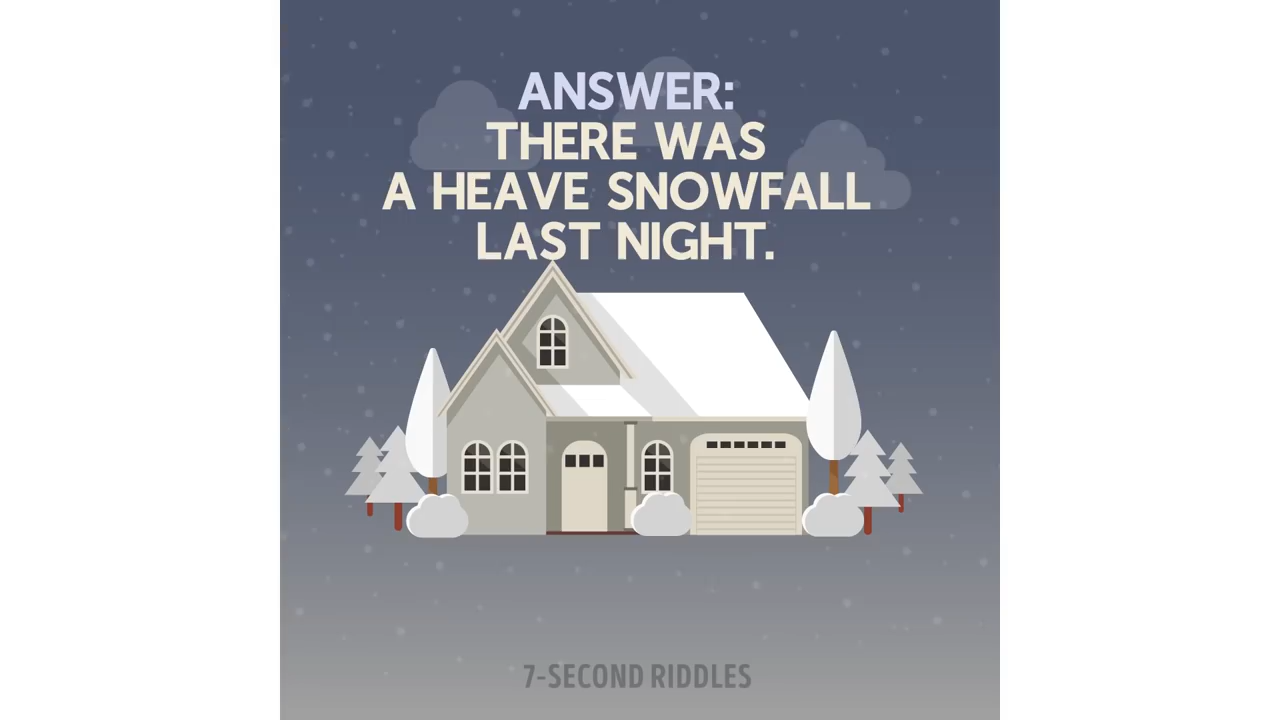 ANSWER:
THERE WAS
A HEAVE SNOWFALL
LAST NIGHT.
7-SECOND RIDDLES